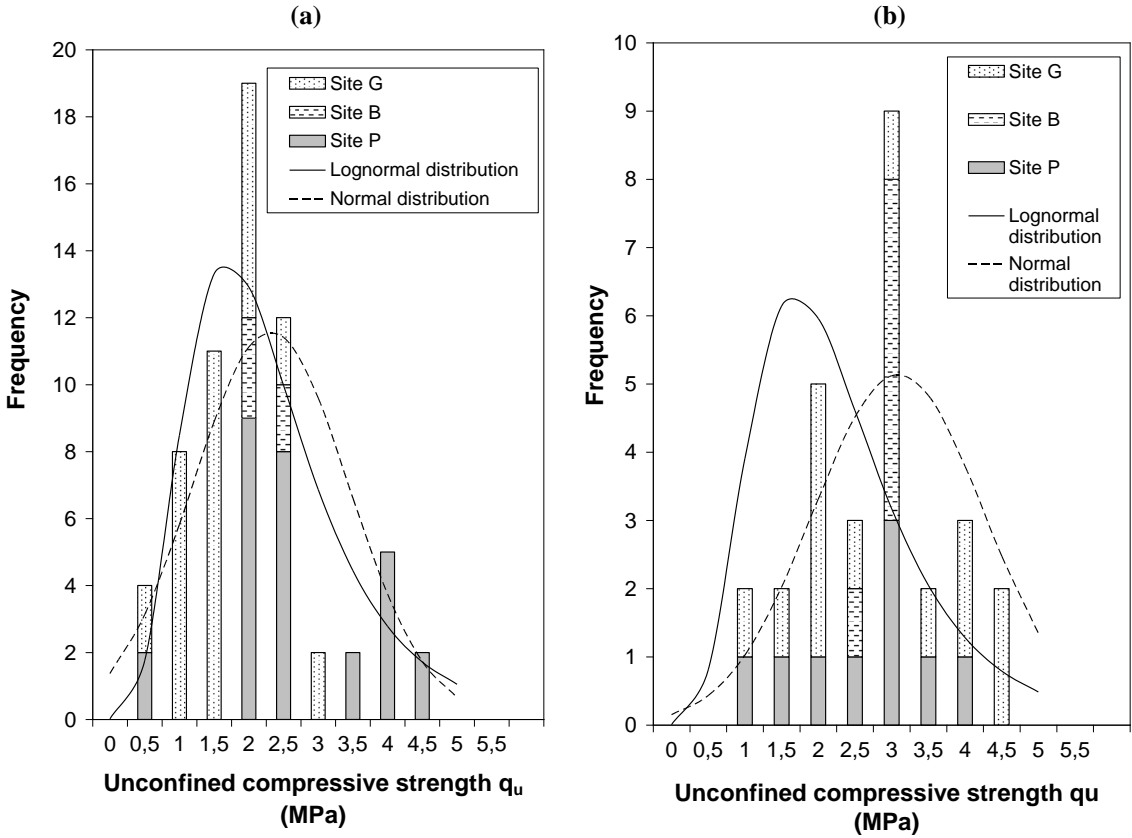 (a)
20
18
16
14
12
10
8
6
4
2
0
Frequency
Site G
Site B
Site P
Lognormal distribution
Normal distribution
0 0,5 1 1,5 2 2,5 3 3,5 4 4,5 5 5,5
Unconfined compressive strength qu
(MPa)
(b)
10
9
8
7
6
5
4
3
2
1
0
Frequency
Site G
Site B
Site P
Lognormal
distribution
Normal
distribution
0 0,5 1 1,5 2 2,5 3 3,5 4 4,5 5 5,5
Unconfined compressive strength qu
(MPa)